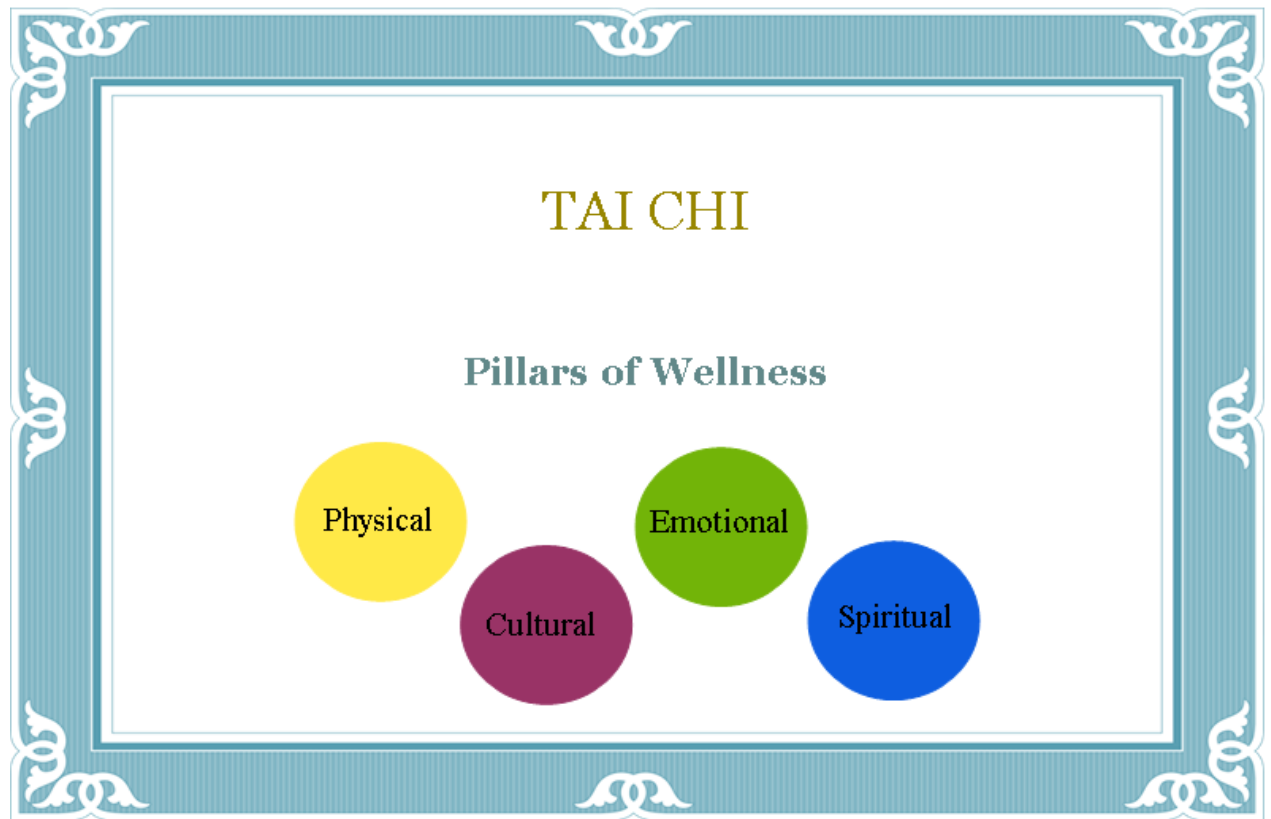 TAI CHI
Pillars of Wellness
Physical
Emotional
Cultural
Spiritual